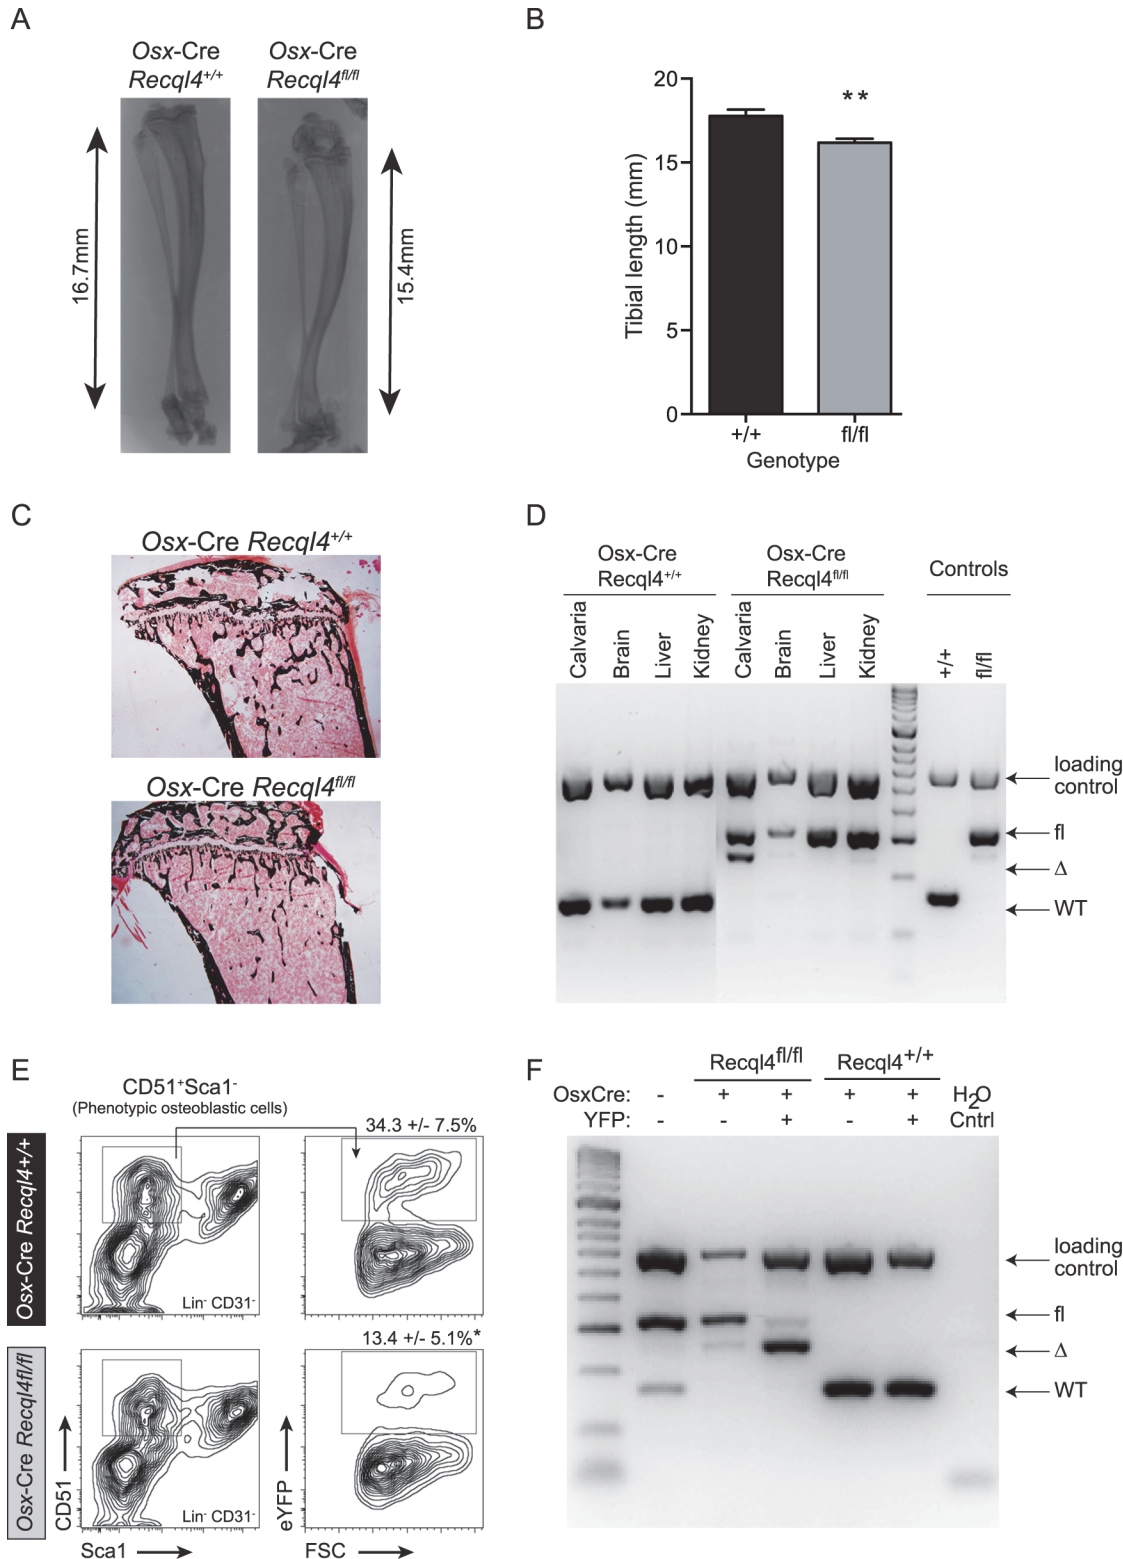 A
Osx-Cre
Recql4+/+
Osx-Cre
Recql4fl/fl
16.7mm
15.4mm
B
**
20
15
10
5
0
Tibial length (mm)
+/+
fl/fl
Genotype
C
Osx-Cre Recql4+/+
Osx-Cre Recql4fl/fl
D
Osx-Cre
Recql4+/+
Osx-Cre
Recql4fl/fl
Controls
Calvaria
Brain
Liver
Kidney
Calvaria
Brain
Liver
Kidney
+/+
fl/fl
loading
control
fl
Δ
WT
E
CD51+Sca1-
(Phenotypic osteoblastic cells)
34.3 +/- 7.5%
Osx-Cre Recql4+/+
Lin- CD31-
13.4 +/- 5.1%*
Osx-Cre Recql4fl/fl
Lin- CD31-
CD51
eYFP
Sca1
FSC
F
Recql4fl/fl
Recql4+/+
OsxCre: - + + + + H2O
YFP: - - + - + Cntrl
loading
control
fl
Δ
WT